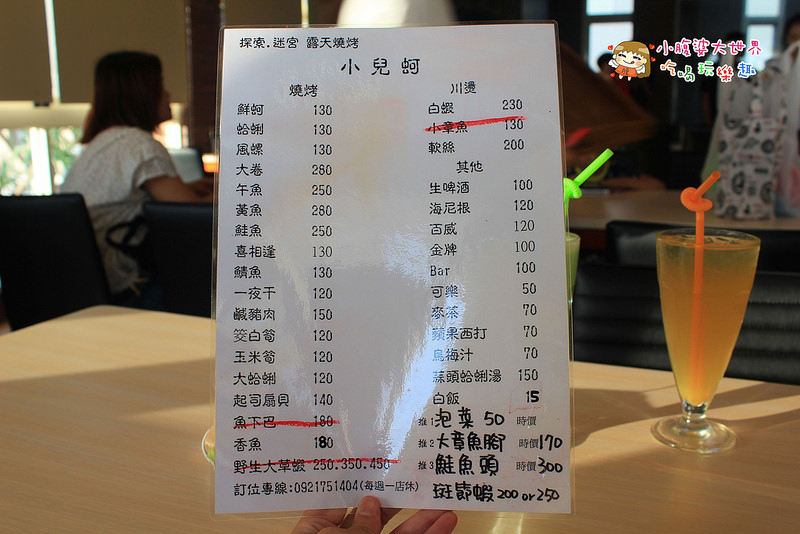 小腹婆大世界
吃喝玩樂趣
探索.迷宮 露天燒烤
小兒蚵
燒烤
鮮蚵 130
蛤蜊 130
風螺 130
大卷 280
午魚 250
黃魚 280
鮭魚 250
喜相逢 130
鯖魚 130
一夜干 120
鹹豬肉 150
筊白筍 120
玉米筍 120
大蛤蜊 120
起司扇貝 140
魚下巴 180
香魚 180
野生大草蝦 250.350.450
訂位專線:0921751404(每週一店休)
川燙
白蝦 230
小章魚 130
軟絲 200
其他
生啤酒 100
海尼根 120
百威 120
金牌 100
Bar 100
可樂 50
麥茶 70
蘋果西打 70
烏梅汁 70
蒜頭蛤蜊湯 150
白飯 15
推1 泡菜 50 時價
推2 大章魚腳 時價170
推3 鮭魚頭 時價300
斑節蝦 200 or 250